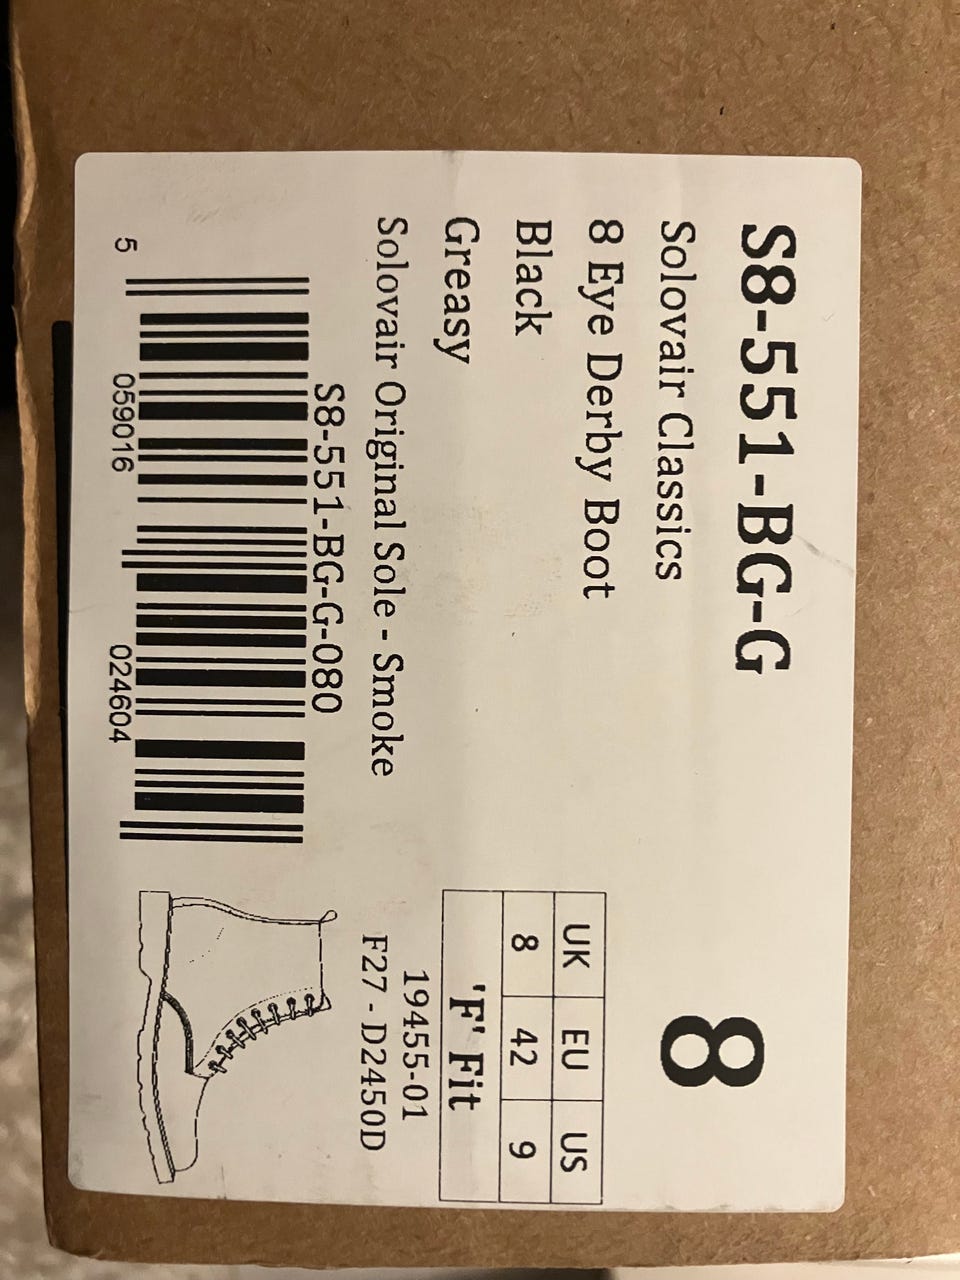 S8-551-BG-G
Solovair Classics
8 Eye Derby Boot
Black
Greasy
Solovair Original Sole - Smoke
S8-551-BG-G-080
5 059016 024604
8
UK EU US
8 42 9
'F' Fit
19455-01
F27 - D2450D